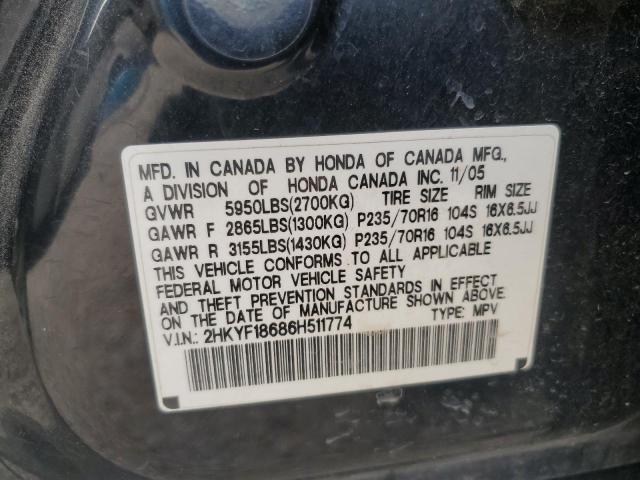 MFD. IN CANADA BY HONDA OF CANADA MFG.,
A DIVISION OF HONDA CANADA INC. 11/05
GVWR 5950LBS(2700KG) TIRE SIZE RIM SIZE
GAWR F 2865LBS(1300KG) P235/70R16 104S 16X6.5JJ
GAWR R 3155LBS(1430KG) P235/70R16 104S 16X6.5JJ
THIS VEHICLE CONFORMS TO ALL APPLICABLE
FEDERAL MOTOR VEHICLE SAFETY
AND THEFT PREVENTION STANDARDS IN EFFECT
ON THE DATE OF MANUFACTURE SHOWN ABOVE.
V.I.N.: 2HKYF18686H511774 TYPE: MPV